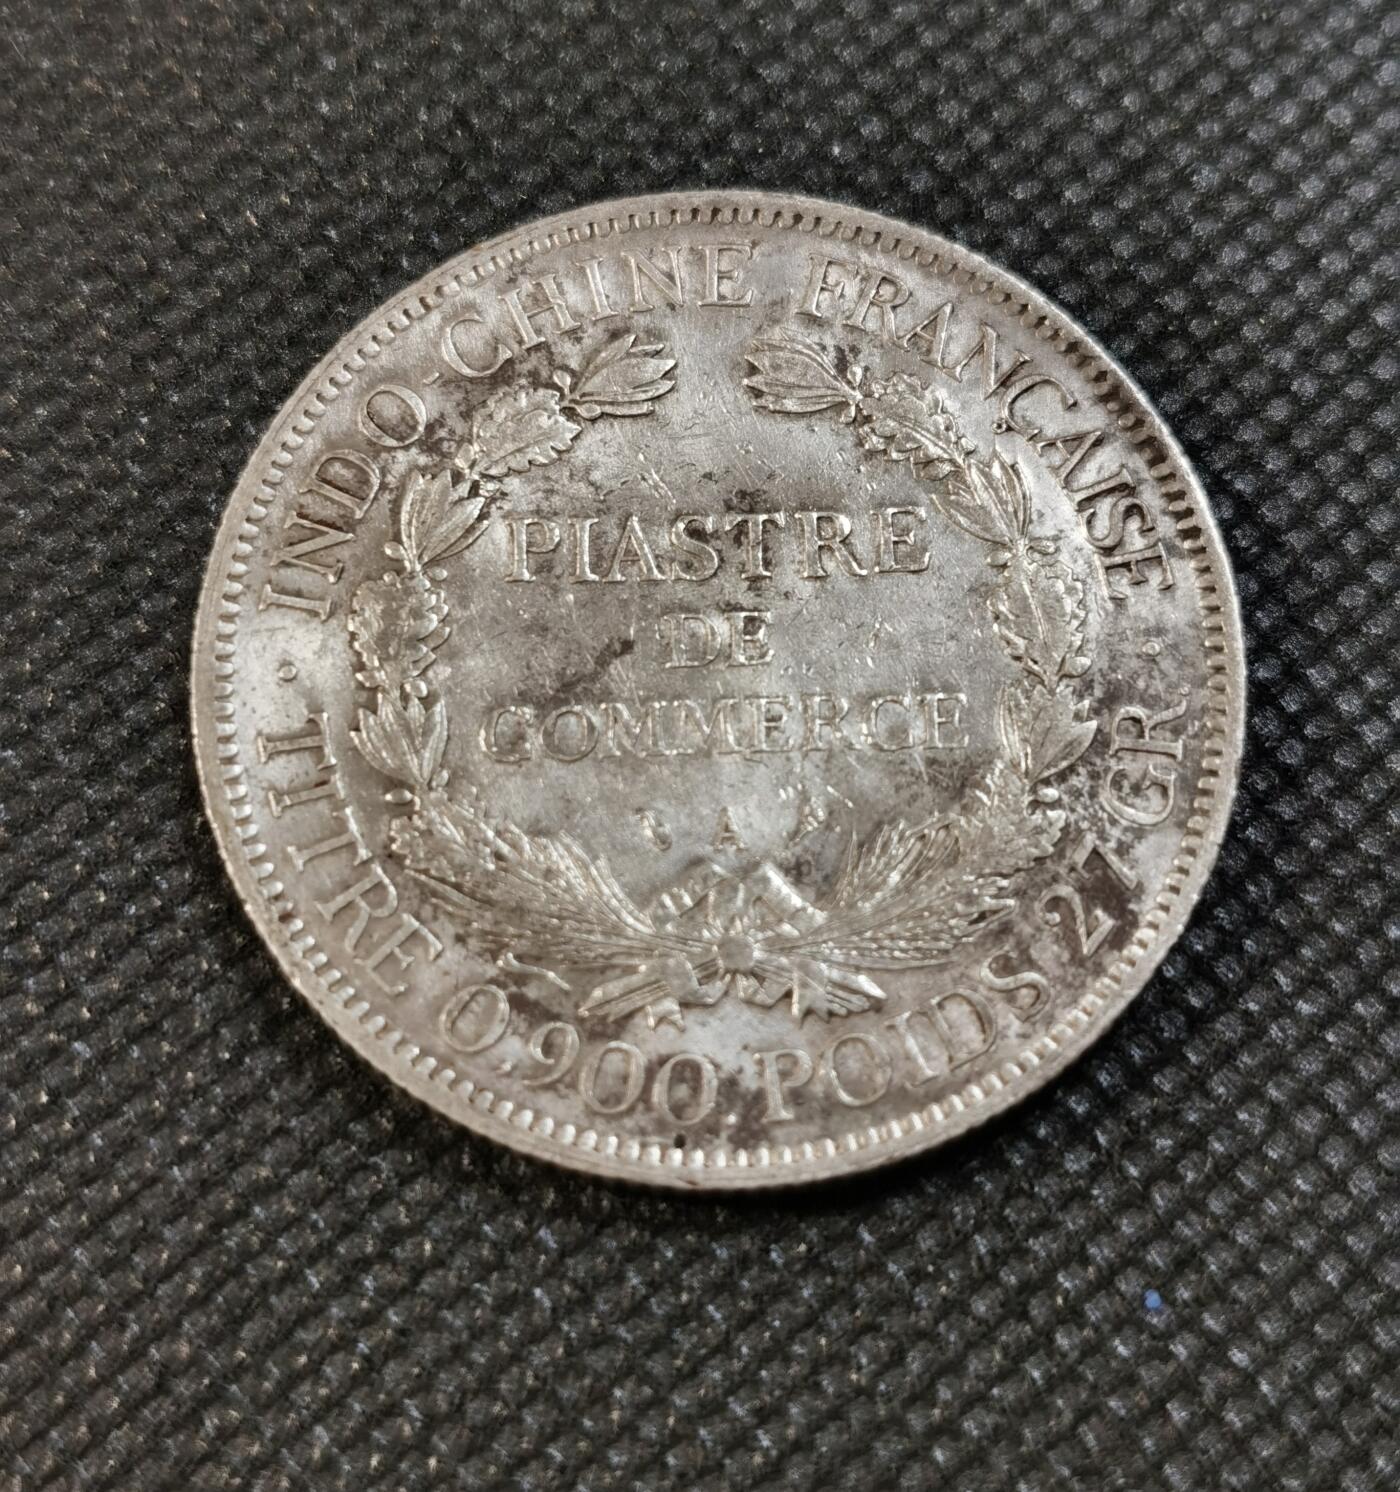 INDO-CHINE FRANÇAISE
PIASTRE
DE
COMMERCE
A
TITRE 0,900. POIDS 27 GR.